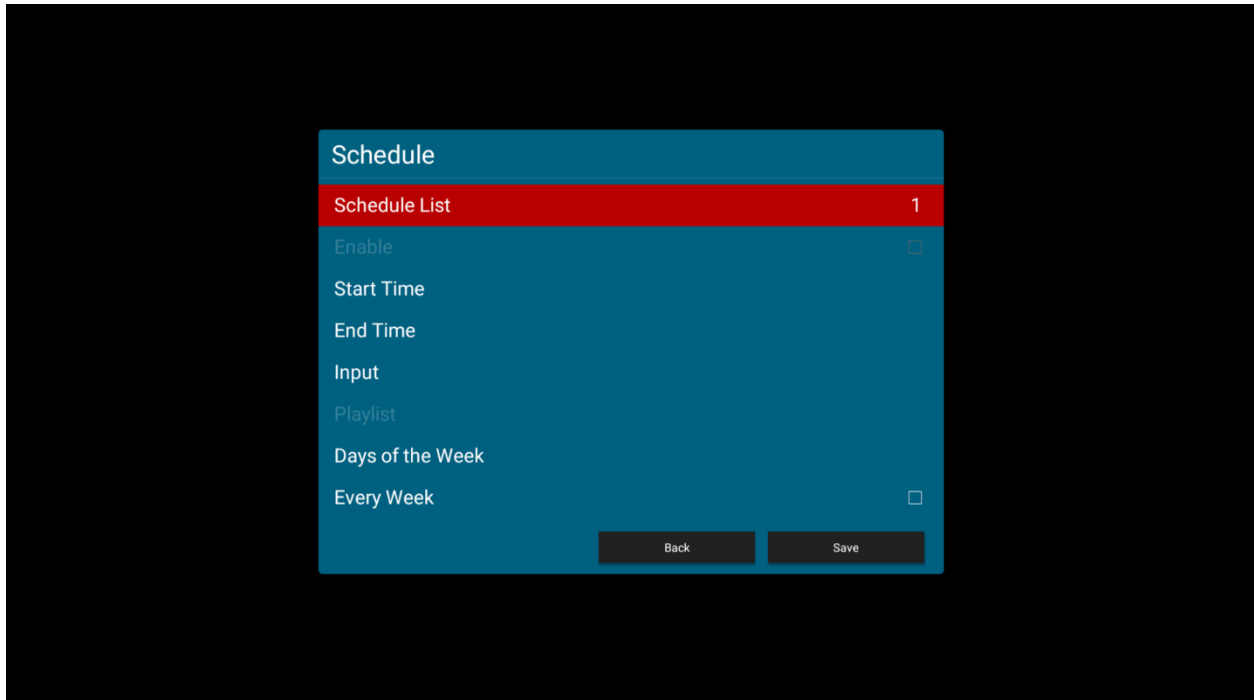 Schedule
Schedule List 1
Enable
Start Time
End Time
Input
Playlist
Days of the Week
Every Week
Back Save